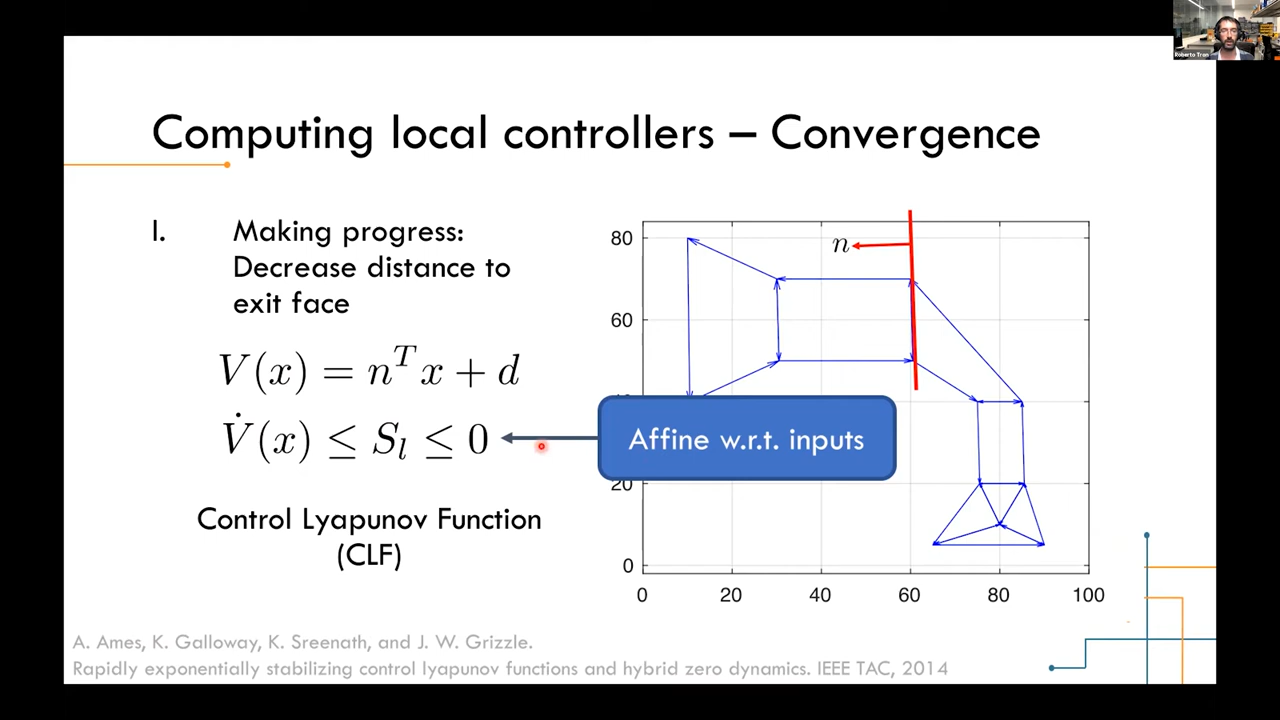 Roberto Tron
Computing local controllers – Convergence
I. Making progress:
Decrease distance to
exit face
V(x) = n^T x + d
V̇(x) ≤ S_l ≤ 0
Control Lyapunov Function
(CLF)
n
Affine w.r.t. inputs
80
60
20
0
0 20 40 60 80 100
A. Ames, K. Galloway, K. Sreenath, and J. W. Grizzle.
Rapidly exponentially stabilizing control lyapunov functions and hybrid zero dynamics. IEEE TAC, 2014